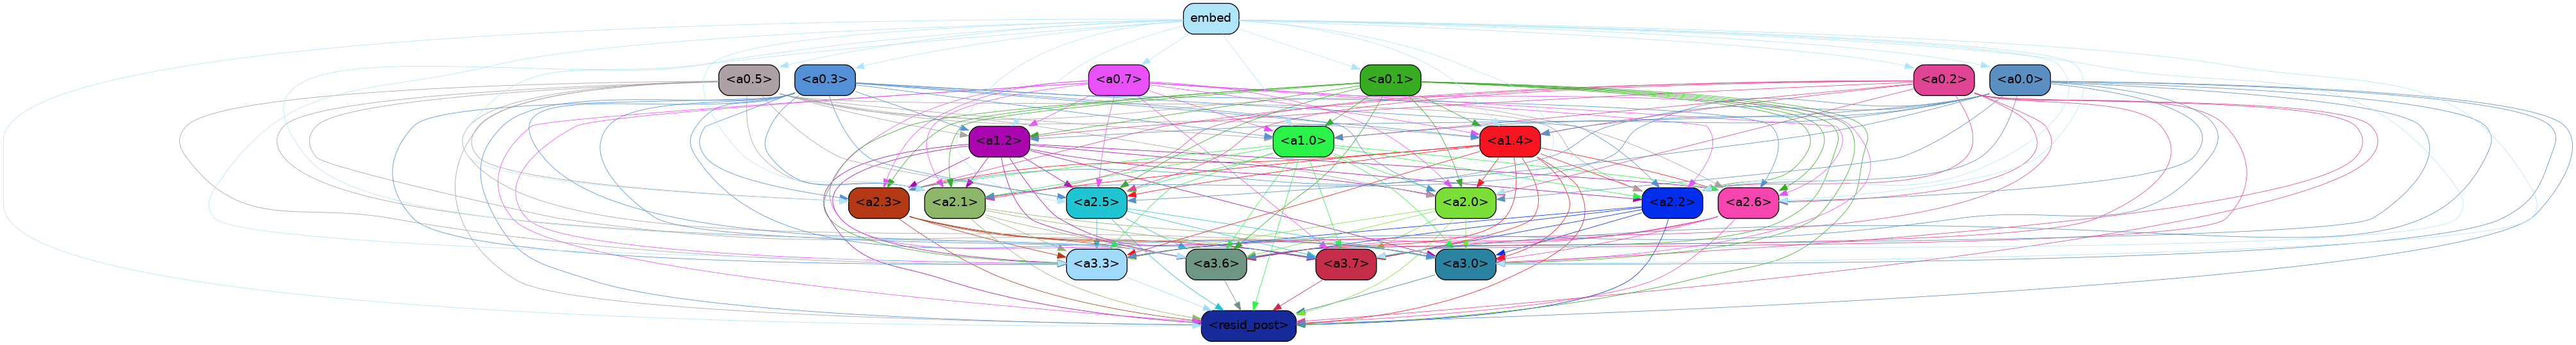 embed
<a0.5> <a0.3> <a0.7> <a0.1> <a0.2> <a0.0>
<a1.2> <a1.0> <a1.4>
<a2.3> <a2.1> <a2.5> <a2.0> <a2.2> <a2.6>
<a3.3> <a3.6> <a3.7> <a3.0>
<resid_post>